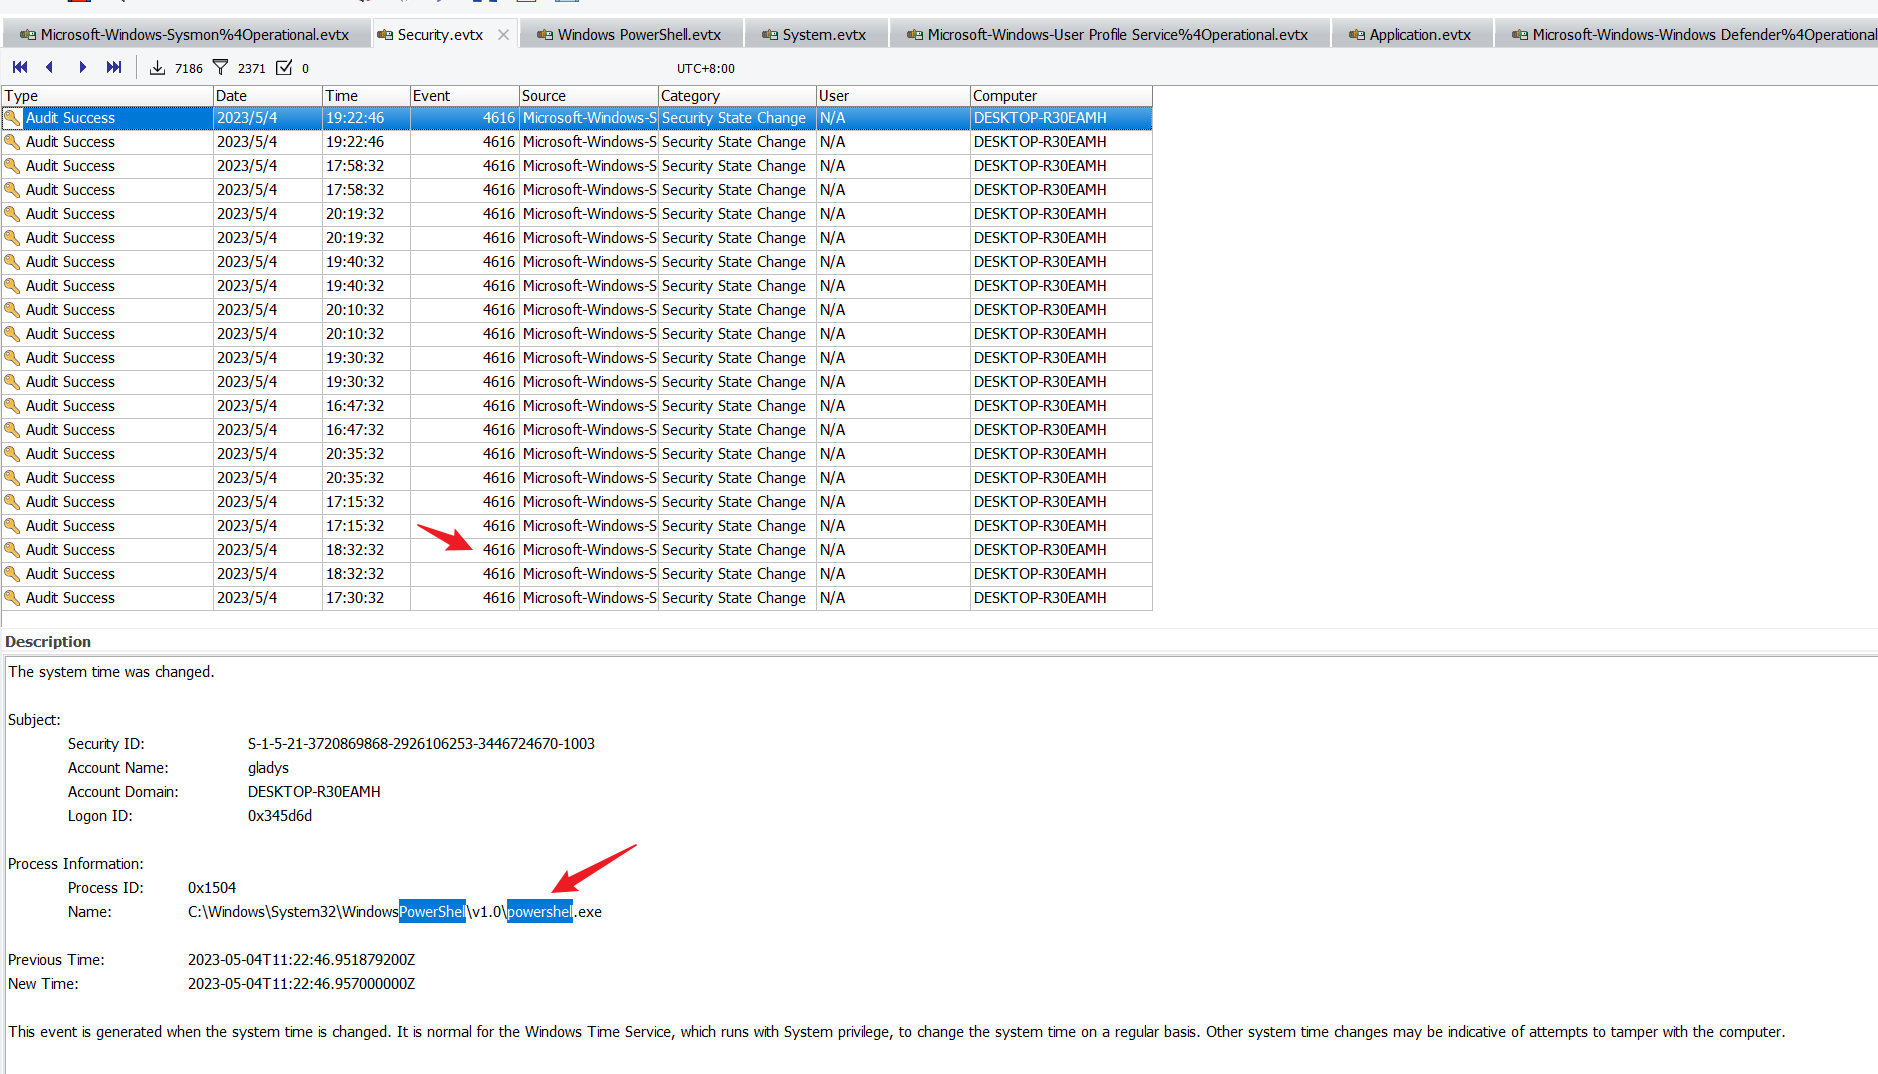 Microsoft-Windows-Sysmon%4Operational.evtx Security.evtx Windows PowerShell.evtx System.evtx Microsoft-Windows-User Profile Service%4Operational.evtx Application.evtx Microsoft-Windows-Windows Defender%4Operational
7186 2371 0 UTC+8:00
Type Date Time Event Source Category User Computer
Audit Success 2023/5/4 19:22:46 4616 Microsoft-Windows-S Security State Change N/A DESKTOP-R30EAMH
Audit Success 2023/5/4 19:22:46 4616 Microsoft-Windows-S Security State Change N/A DESKTOP-R30EAMH
Audit Success 2023/5/4 17:58:32 4616 Microsoft-Windows-S Security State Change N/A DESKTOP-R30EAMH
Audit Success 2023/5/4 17:58:32 4616 Microsoft-Windows-S Security State Change N/A DESKTOP-R30EAMH
Audit Success 2023/5/4 20:19:32 4616 Microsoft-Windows-S Security State Change N/A DESKTOP-R30EAMH
Audit Success 2023/5/4 20:19:32 4616 Microsoft-Windows-S Security State Change N/A DESKTOP-R30EAMH
Audit Success 2023/5/4 19:40:32 4616 Microsoft-Windows-S Security State Change N/A DESKTOP-R30EAMH
Audit Success 2023/5/4 19:40:32 4616 Microsoft-Windows-S Security State Change N/A DESKTOP-R30EAMH
Audit Success 2023/5/4 20:10:32 4616 Microsoft-Windows-S Security State Change N/A DESKTOP-R30EAMH
Audit Success 2023/5/4 20:10:32 4616 Microsoft-Windows-S Security State Change N/A DESKTOP-R30EAMH
Audit Success 2023/5/4 19:30:32 4616 Microsoft-Windows-S Security State Change N/A DESKTOP-R30EAMH
Audit Success 2023/5/4 19:30:32 4616 Microsoft-Windows-S Security State Change N/A DESKTOP-R30EAMH
Audit Success 2023/5/4 16:47:32 4616 Microsoft-Windows-S Security State Change N/A DESKTOP-R30EAMH
Audit Success 2023/5/4 16:47:32 4616 Microsoft-Windows-S Security State Change N/A DESKTOP-R30EAMH
Audit Success 2023/5/4 20:35:32 4616 Microsoft-Windows-S Security State Change N/A DESKTOP-R30EAMH
Audit Success 2023/5/4 20:35:32 4616 Microsoft-Windows-S Security State Change N/A DESKTOP-R30EAMH
Audit Success 2023/5/4 17:15:32 4616 Microsoft-Windows-S Security State Change N/A DESKTOP-R30EAMH
Audit Success 2023/5/4 17:15:32 4616 Microsoft-Windows-S Security State Change N/A DESKTOP-R30EAMH
Audit Success 2023/5/4 18:32:32 4616 Microsoft-Windows-S Security State Change N/A DESKTOP-R30EAMH
Audit Success 2023/5/4 18:32:32 4616 Microsoft-Windows-S Security State Change N/A DESKTOP-R30EAMH
Audit Success 2023/5/4 17:30:32 4616 Microsoft-Windows-S Security State Change N/A DESKTOP-R30EAMH
Description
The system time was changed.
Subject:
Security ID: S-1-5-21-3720869868-2926106253-3446724670-1003
Account Name: gladys
Account Domain: DESKTOP-R30EAMH
Logon ID: 0x345d6d
Process Information:
Process ID: 0x1504
Name: C:\Windows\System32\WindowsPowerShell\v1.0\powershell.exe
Previous Time: 2023-05-04T11:22:46.951879200Z
New Time: 2023-05-04T11:22:46.957000000Z
This event is generated when the system time is changed. It is normal for the Windows Time Service, which runs with System privilege, to change the system time on a regular basis. Other system time changes may be indicative of attempts to tamper with the computer.